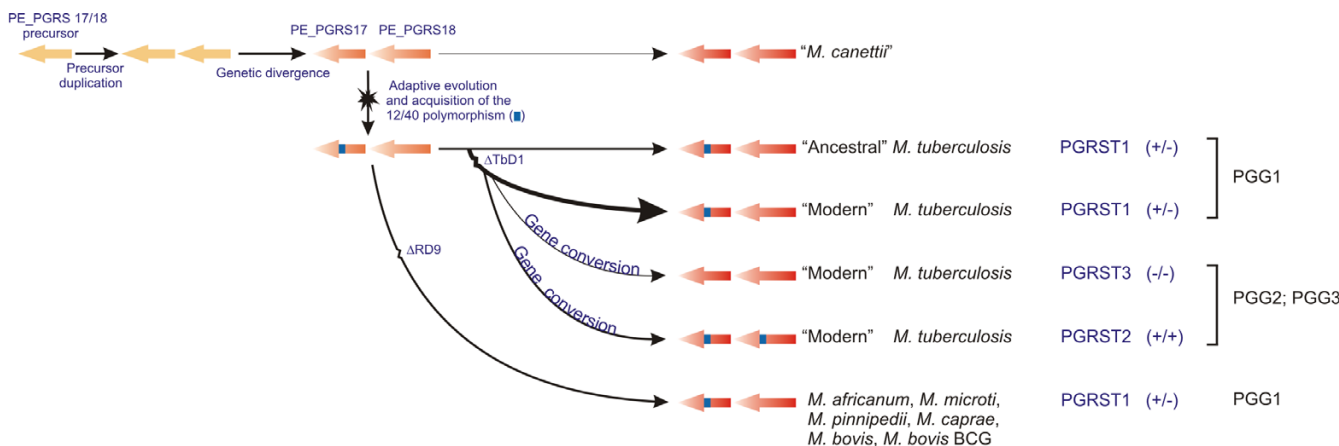 PE_PGRS 17/18
precursor
PE_PGRS17
PE_PGRS18
"M. canettii"
Precursor
duplication
Genetic divergence
Adaptive evolution
and acquisition of the
12/40 polymorphism ( )
"Ancestral" M. tuberculosis PGRST1 (+/-)
ΔTbD1
PGG1
"Modern" M. tuberculosis PGRST1 (+/-)
Gene conversion
ΔRD9
"Modern" M. tuberculosis PGRST3 (-/-)
Gene conversion
PGG2; PGG3
"Modern" M. tuberculosis PGRST2 (+/+)
M. africanum, M. microti, PGRST1 (+/-) PGG1
M. pinnipedii, M. caprae,
M. bovis, M. bovis BCG